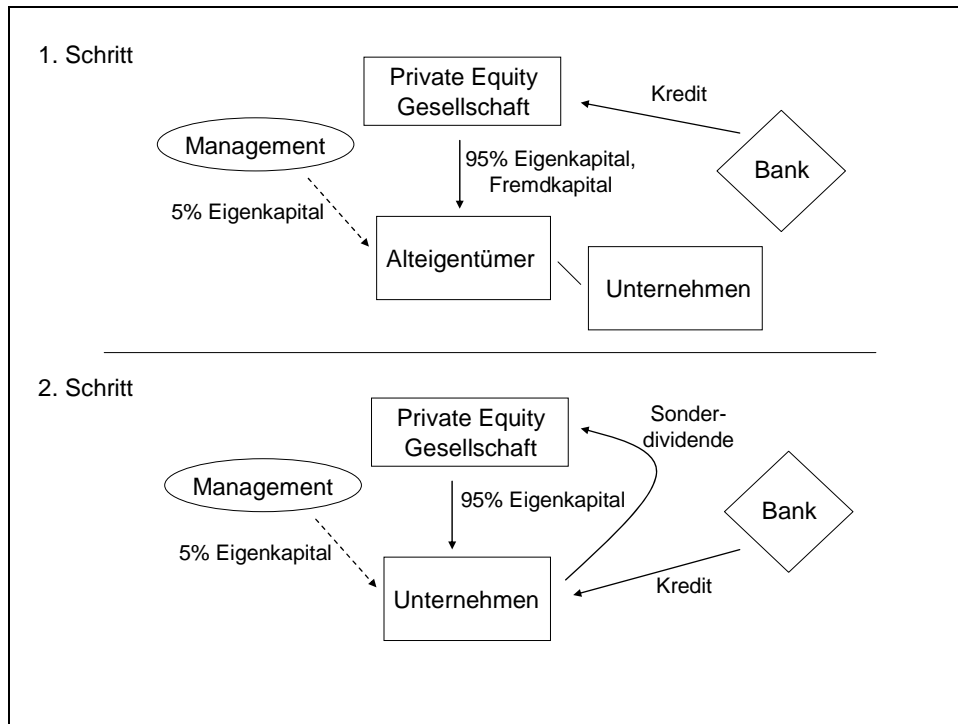 1. Schritt
Private Equity
Gesellschaft
Kredit
Management
95% Eigenkapital,
Fremdkapital
Bank
5% Eigenkapital
Alteigentümer
Unternehmen
2. Schritt
Private Equity
Gesellschaft
Sonder-
dividende
Management
95% Eigenkapital
Bank
5% Eigenkapital
Unternehmen
Kredit